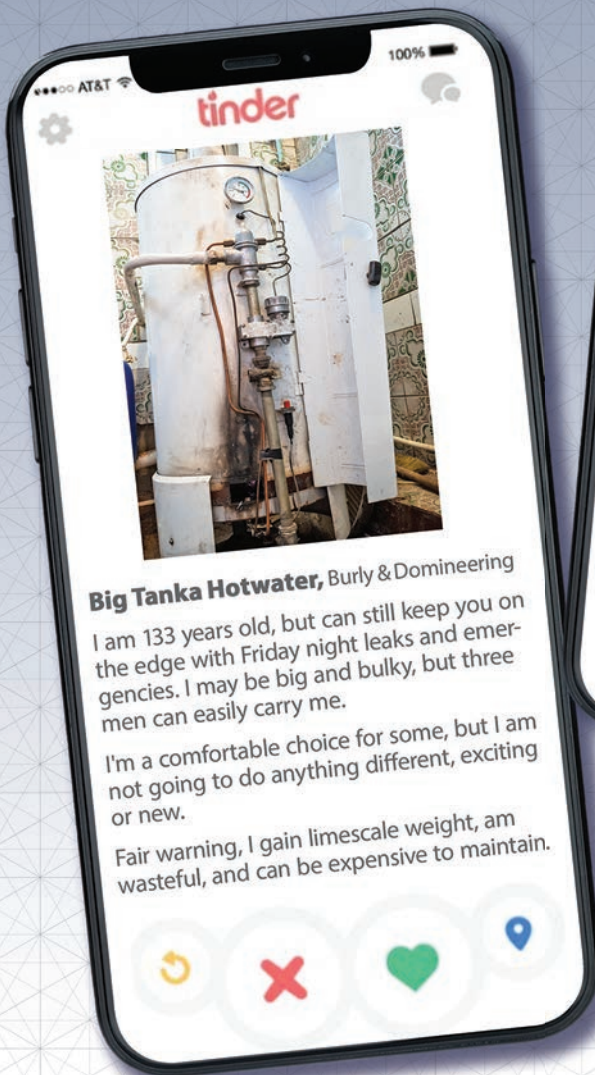 AT&T
100%
tinder
Big Tanka Hotwater, Burly & Domineering
I am 133 years old, but can still keep you on
the edge with Friday night leaks and emer-
gencies. I may be big and bulky, but three
men can easily carry me.
I'm a comfortable choice for some, but I am
not going to do anything different, exciting
or new.
Fair warning, I gain limescale weight, am
wasteful, and can be expensive to maintain.